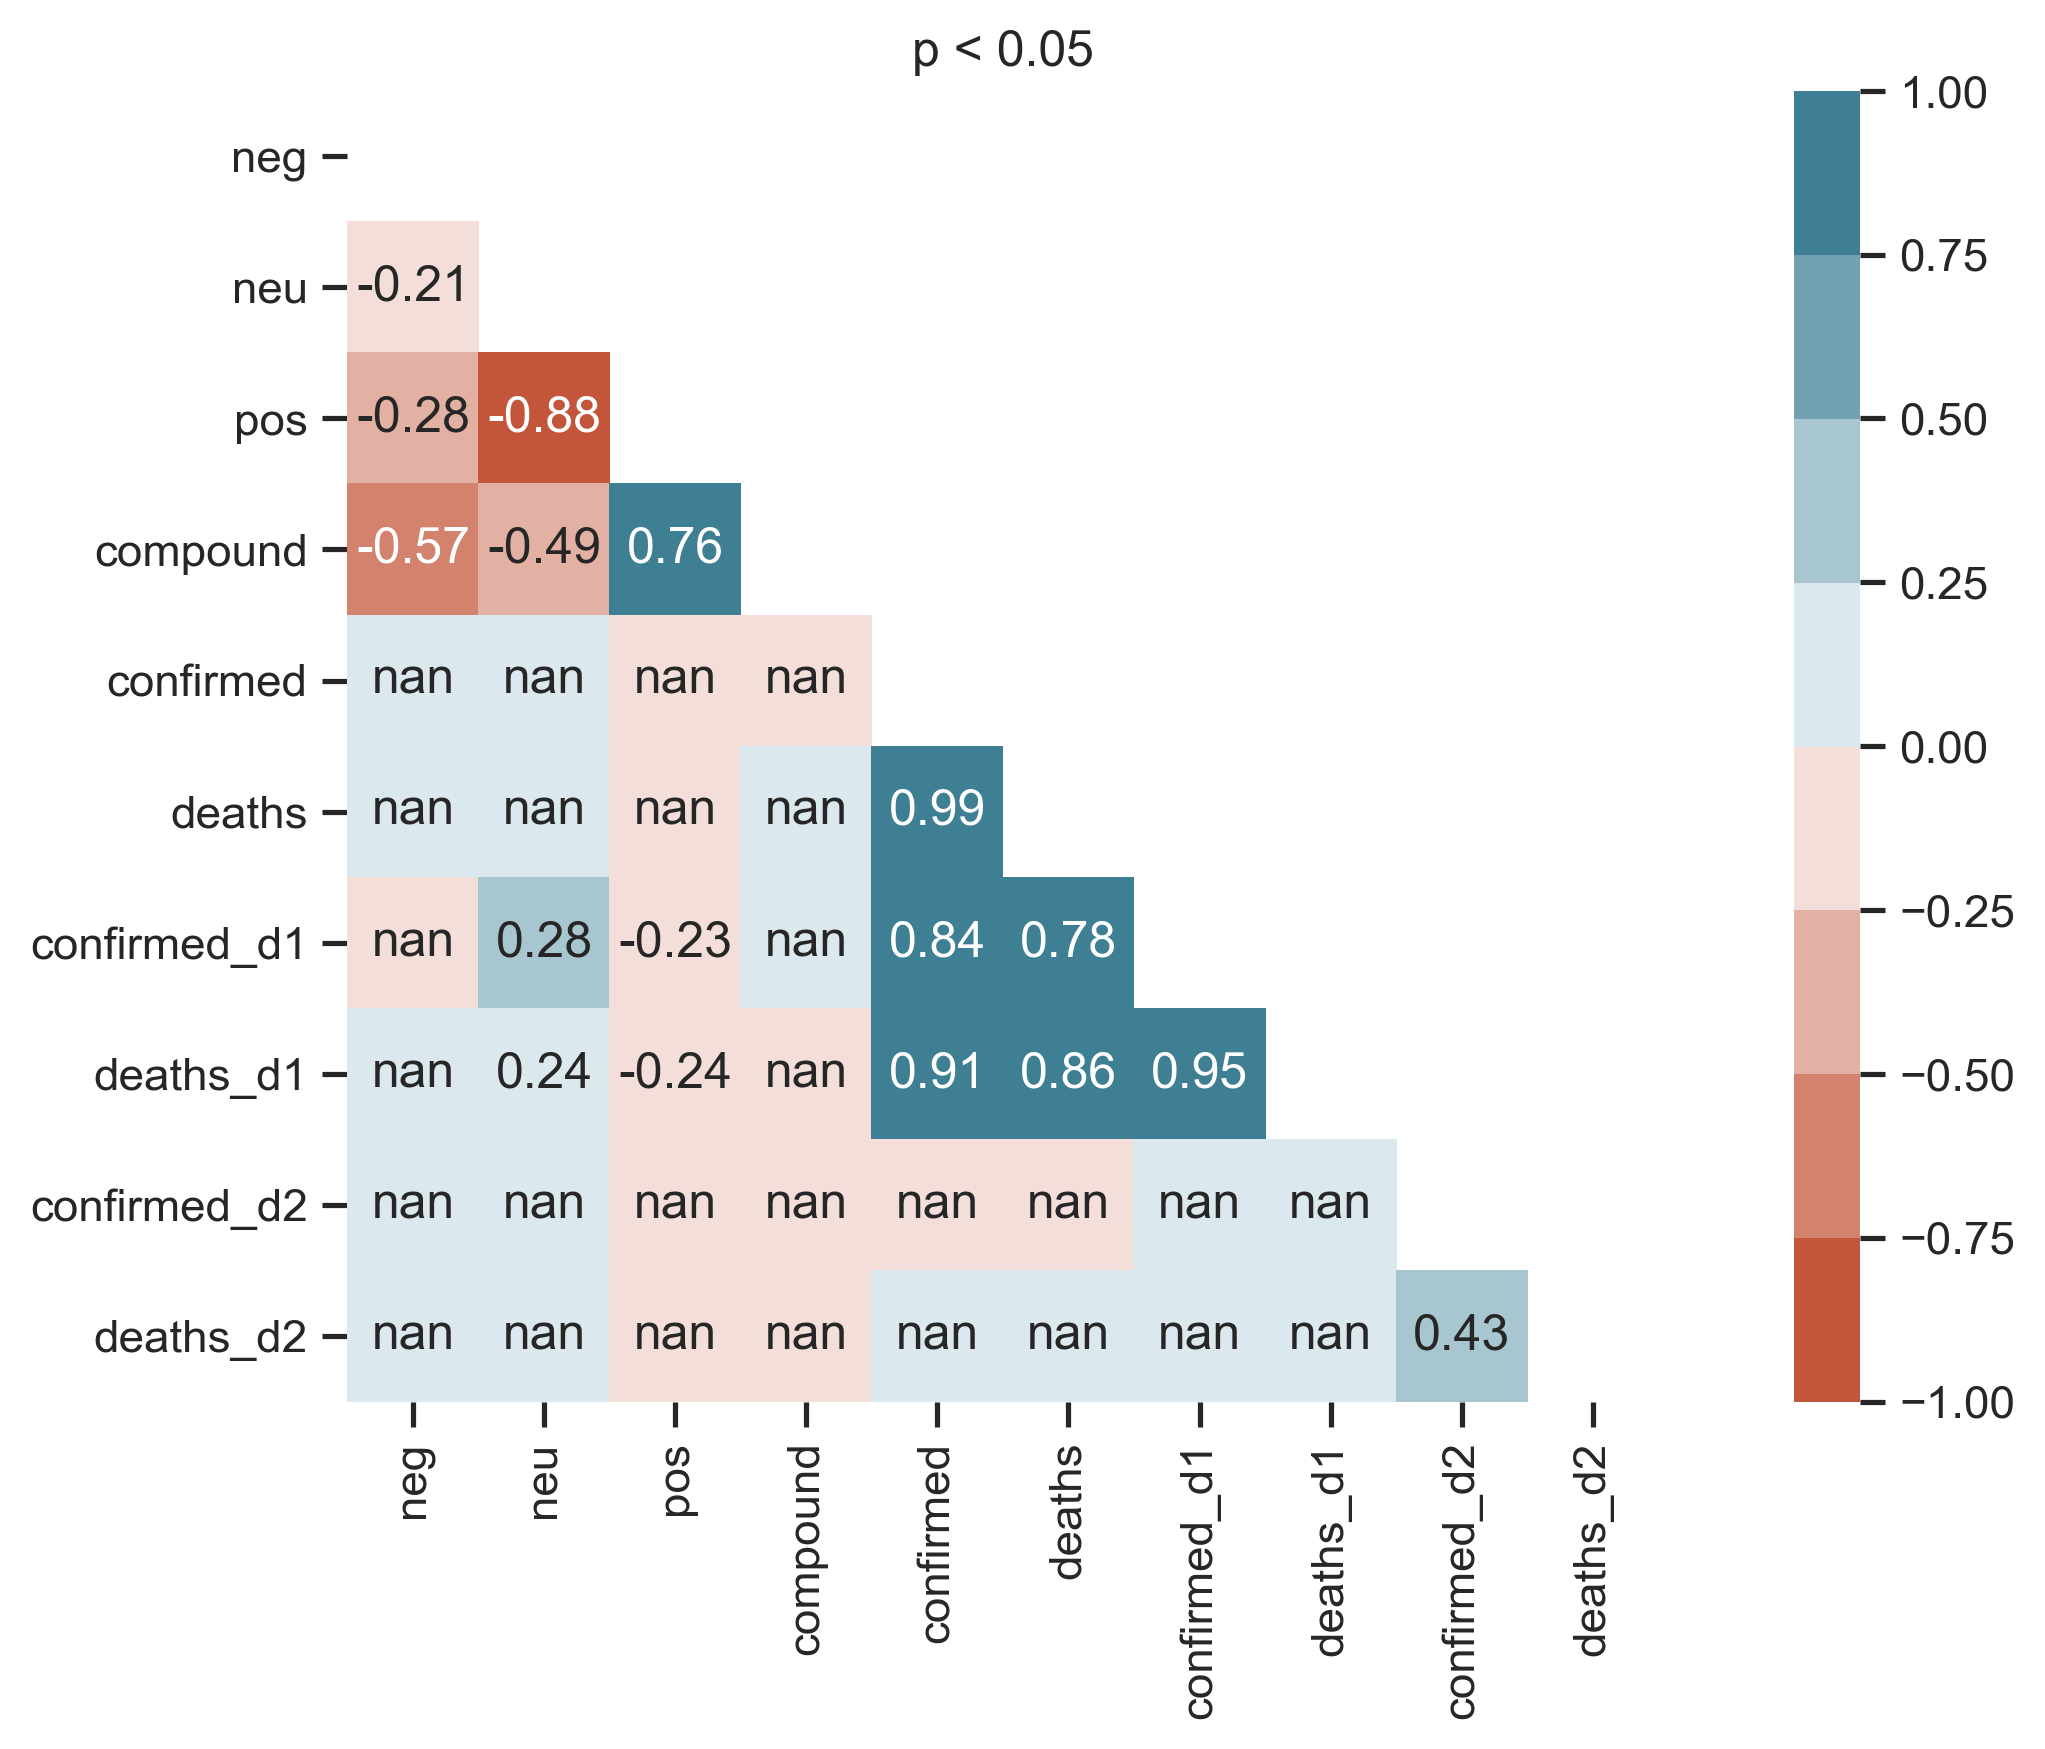 p < 0.05
neg
neu -0.21
pos -0.28 -0.88
compound -0.57 -0.49 0.76
confirmed nan nan nan nan
deaths nan nan nan nan 0.99
confirmed_d1 nan 0.28 -0.23 nan 0.84 0.78
deaths_d1 nan 0.24 -0.24 nan 0.91 0.86 0.95
confirmed_d2 nan nan nan nan nan nan nan nan
deaths_d2 nan nan nan nan nan nan nan nan 0.43
neg neu pos compound confirmed deaths confirmed_d1 deaths_d1 confirmed_d2 deaths_d2
1.00
0.75
0.50
0.25
0.00
−0.25
−0.50
−0.75
−1.00